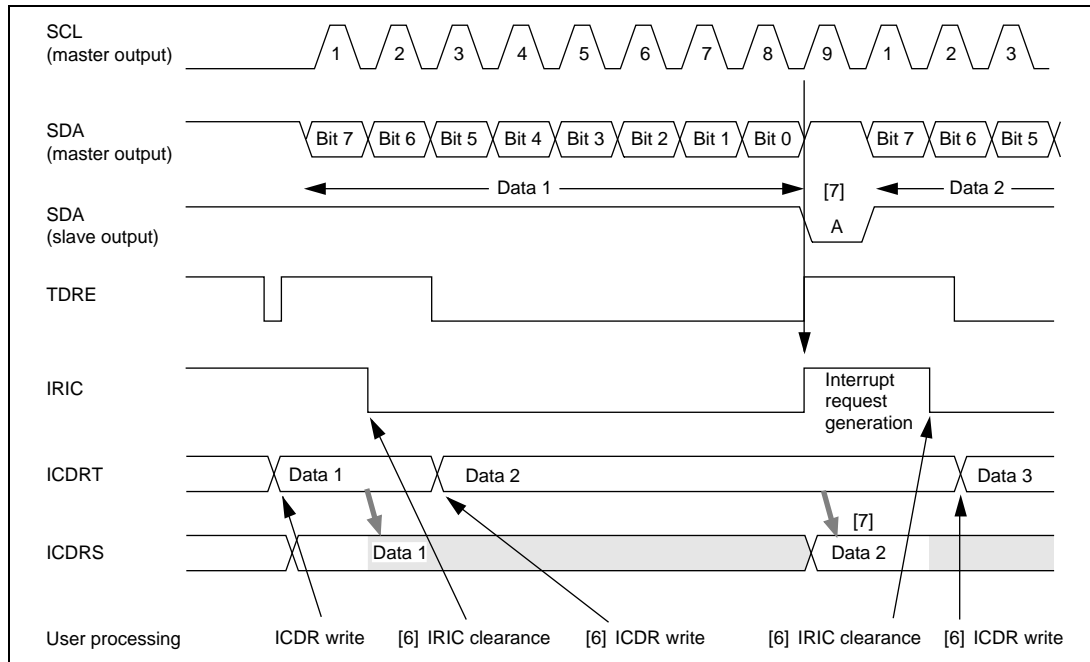 SCL
(master output)
1 2 3 4 5 6 7 8 9 1 2 3
SDA
(master output)
Bit 7 Bit 6 Bit 5 Bit 4 Bit 3 Bit 2 Bit 1 Bit 0 Bit 7 Bit 6 Bit 5
Data 1 [7] Data 2
SDA
(slave output)
A
TDRE
IRIC
Interrupt
request
generation
ICDRT
Data 1 Data 2 Data 3
[7]
ICDRS
Data 1 Data 2
User processing ICDR write [6] IRIC clearance [6] ICDR write [6] IRIC clearance [6] ICDR write